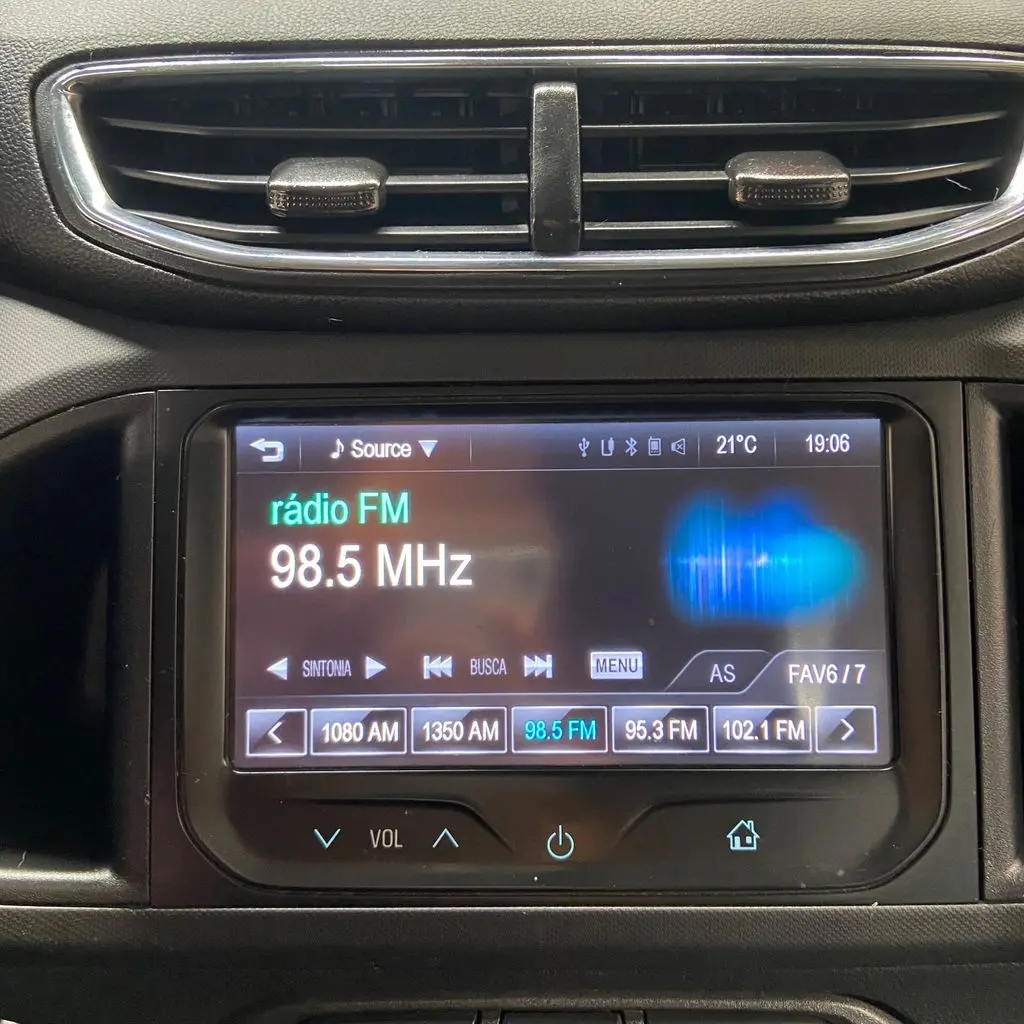 Source 21°C 19:06
rádio FM
98.5 MHz
SINTONIA BUSCA MENU AS FAV6 / 7
1080 AM 1350 AM 98.5 FM 95.3 FM 102.1 FM
VOL